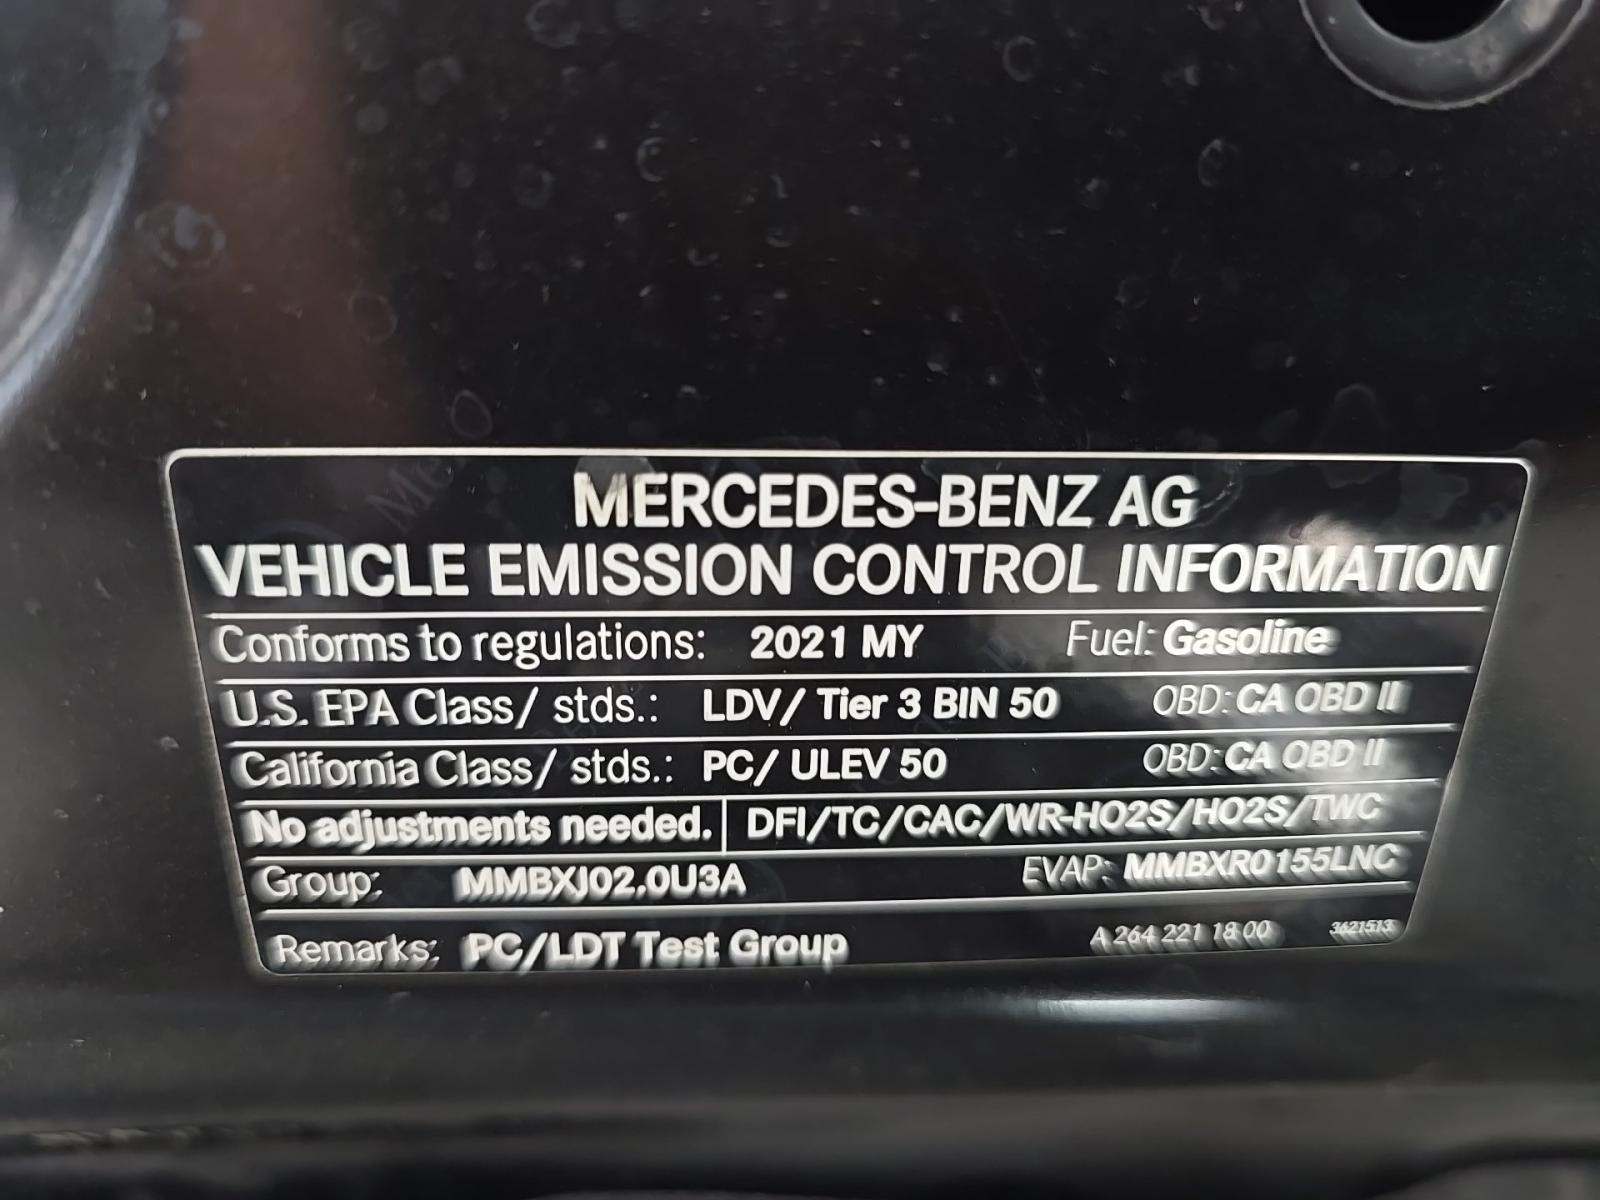 MERCEDES-BENZ AG
VEHICLE EMISSION CONTROL INFORMATION
Conforms to regulations: 2021 MY Fuel: Gasoline
U.S. EPA Class/ stds.: LDV/ Tier 3 BIN 50 OBD: CA OBD II
California Class/ stds.: PC/ ULEV 50 OBD: CA OBD II
No adjustments needed. DFI/TC/CAC/WR-HO2S/HO2S/TWC
Group: MMBXJ02.0U3A EVAP: MMBXR0155LNC
Remarks: PC/LDT Test Group A 264 221 18 00 3621513